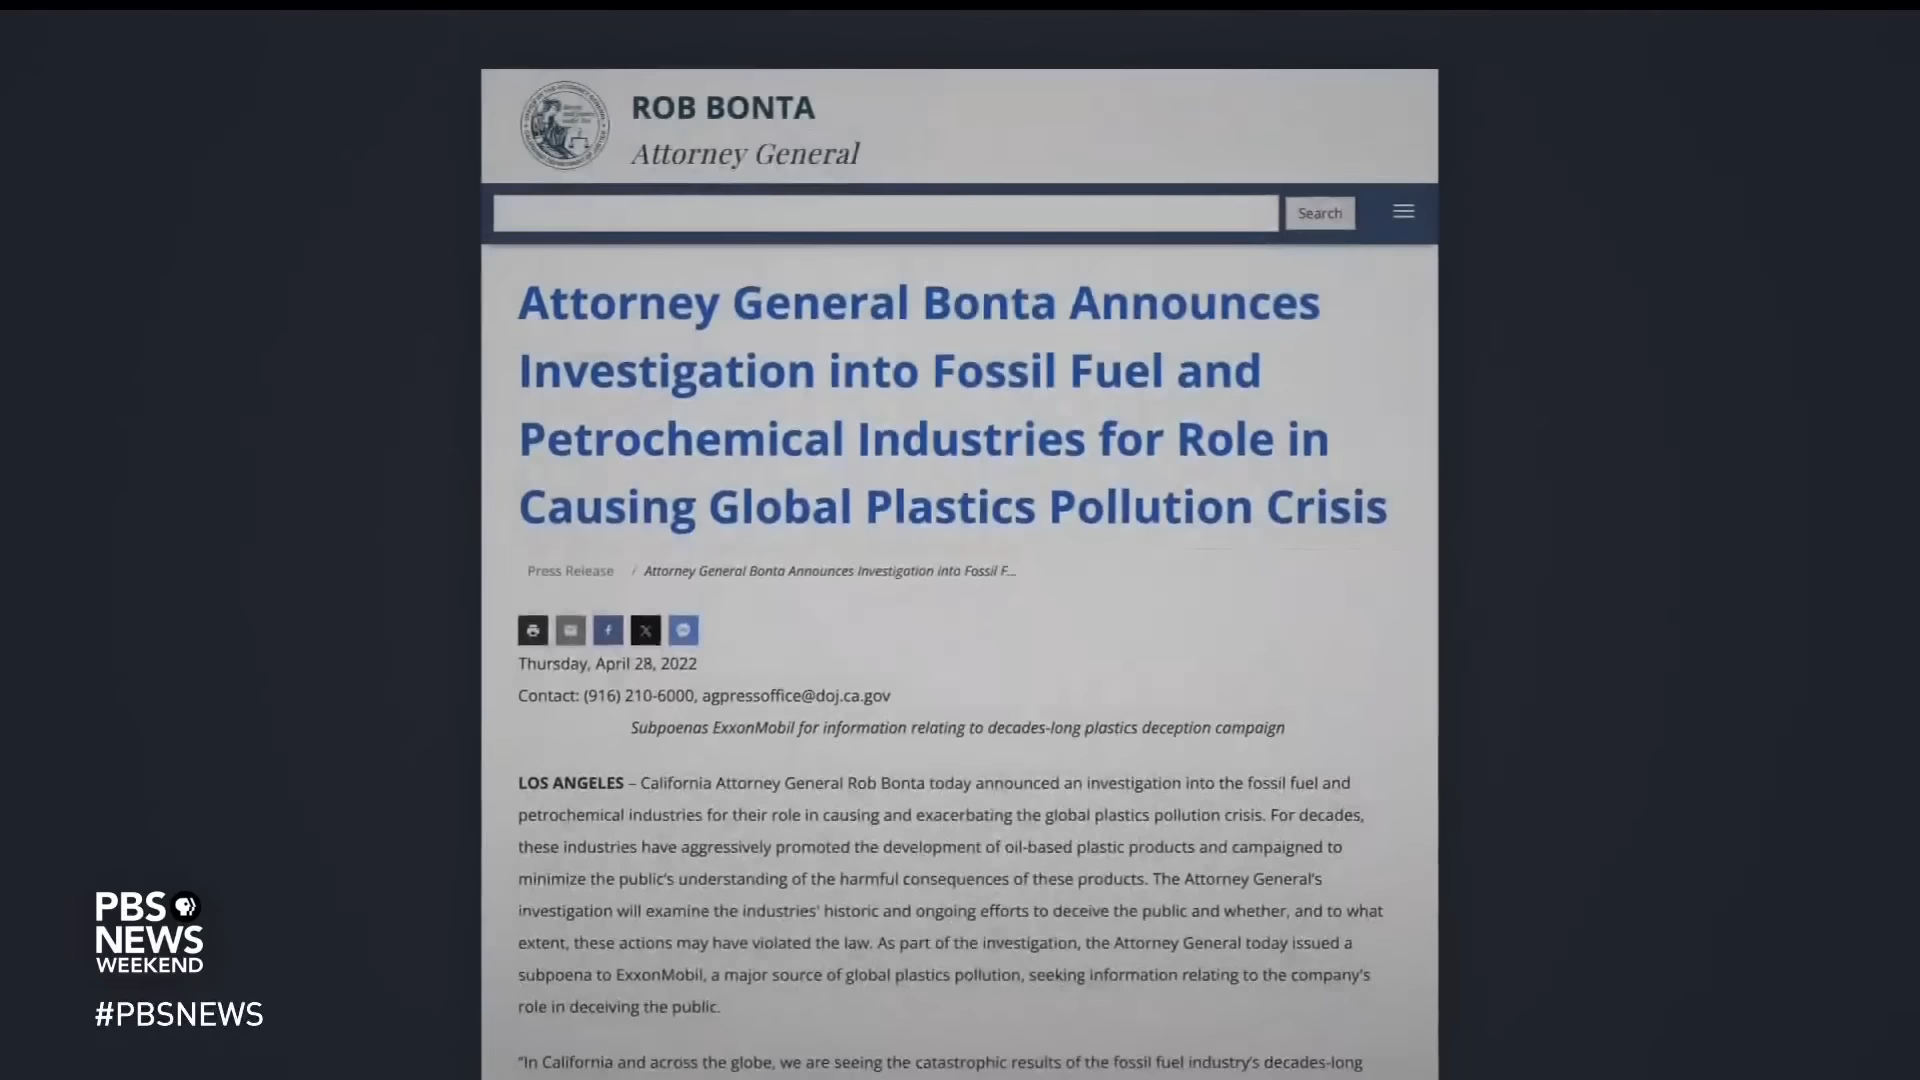 ROB BONTA
Attorney General
Search
Attorney General Bonta Announces
Investigation into Fossil Fuel and
Petrochemical Industries for Role in
Causing Global Plastics Pollution Crisis
Press Release / Attorney General Bonta Announces Investigation into Fossil F...
Thursday, April 28, 2022
Contact: (916) 210-6000, agpressoffice@doj.ca.gov
Subpoenas ExxonMobil for information relating to decades-long plastics deception campaign
LOS ANGELES – California Attorney General Rob Bonta today announced an investigation into the fossil fuel and
petrochemical industries for their role in causing and exacerbating the global plastics pollution crisis. For decades,
these industries have aggressively promoted the development of oil-based plastic products and campaigned to
minimize the public's understanding of the harmful consequences of these products. The Attorney General's
investigation will examine the industries' historic and ongoing efforts to deceive the public and whether, and to what
extent, these actions may have violated the law. As part of the investigation, the Attorney General today issued a
subpoena to ExxonMobil, a major source of global plastics pollution, seeking information relating to the company's
role in deceiving the public.
"In California and across the globe, we are seeing the catastrophic results of the fossil fuel industry's decades-long
PBS
NEWS
WEEKEND
#PBSNEWS